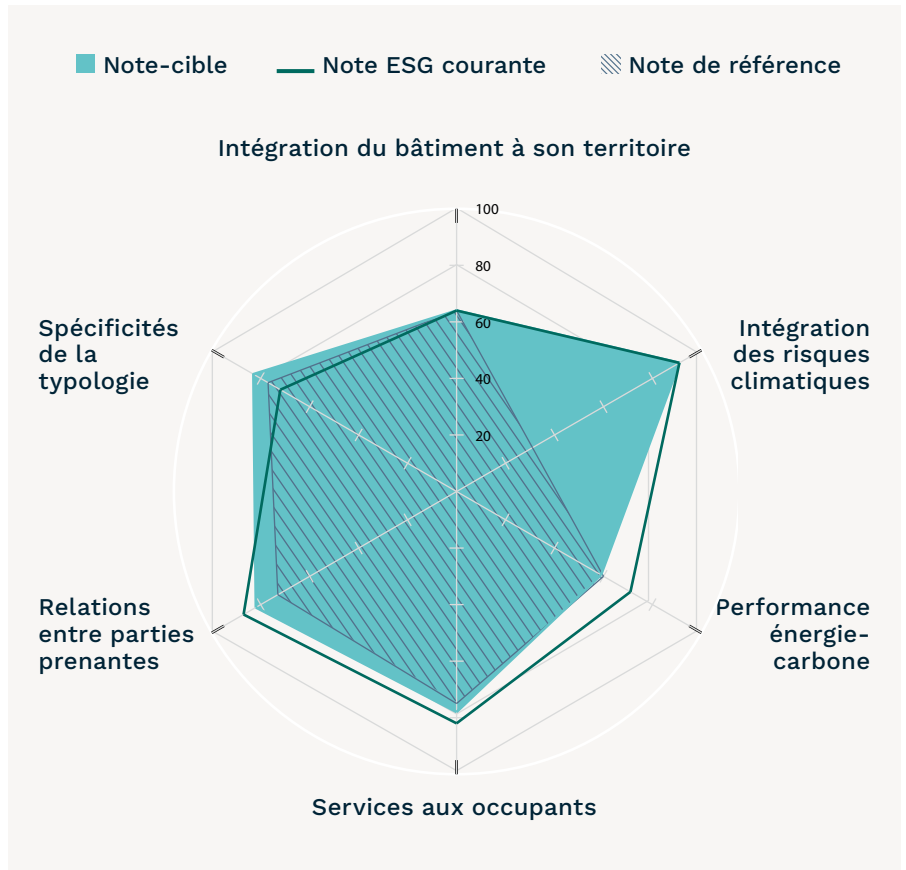 Note-cible Note ESG courante Note de référence
Intégration du bâtiment à son territoire
100
80
60
40
20
Spécificités
de la
typologie
Intégration
des risques
climatiques
Relations
entre parties
prenantes
Performance
énergie-
carbone
Services aux occupants